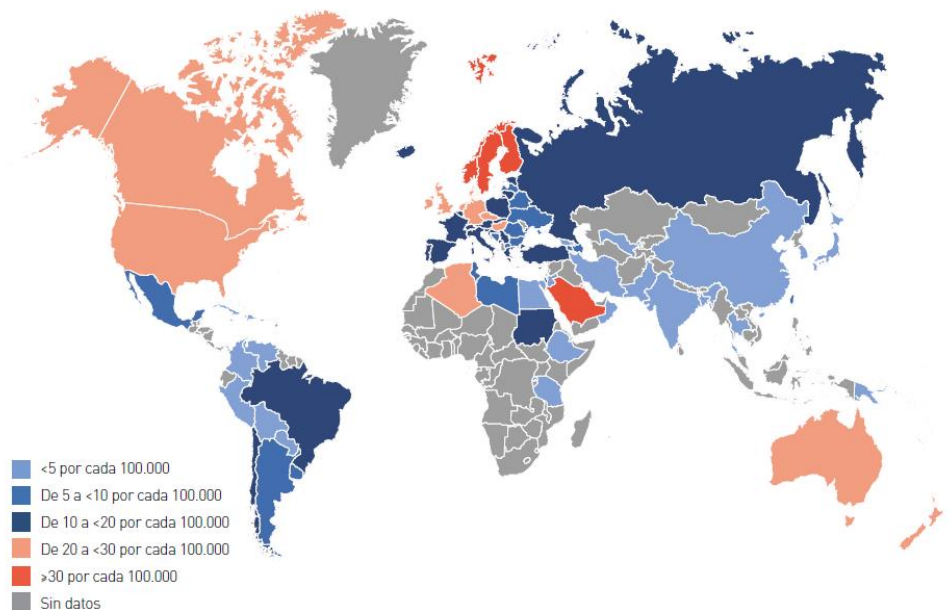 <5 por cada 100.000
De 5 a <10 por cada 100.000
De 10 a <20 por cada 100.000
De 20 a <30 por cada 100.000
≥30 por cada 100.000
Sin datos